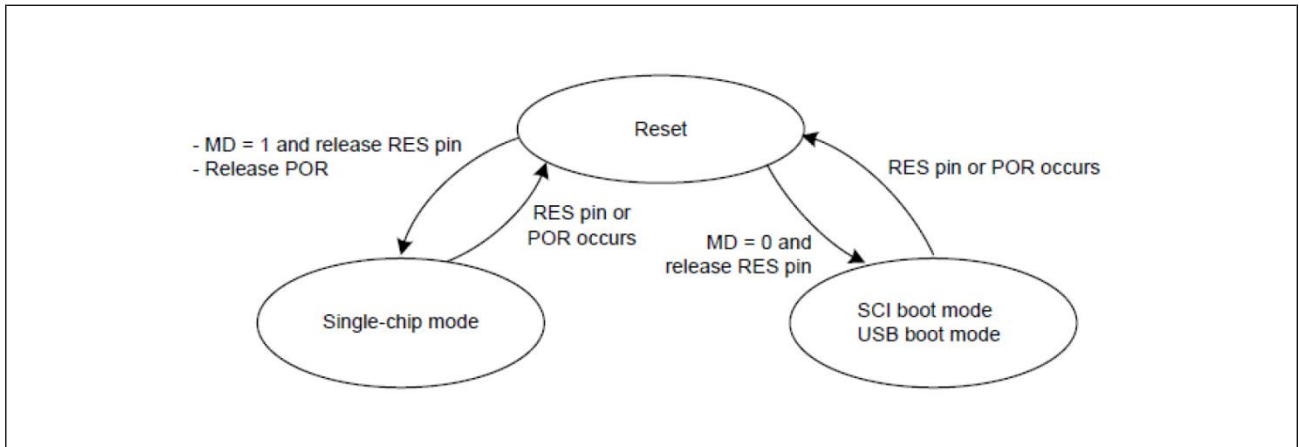 Reset
- MD = 1 and release RES pin
- Release POR
RES pin or POR occurs
RES pin or
POR occurs
MD = 0 and
release RES pin
Single-chip mode
SCI boot mode
USB boot mode